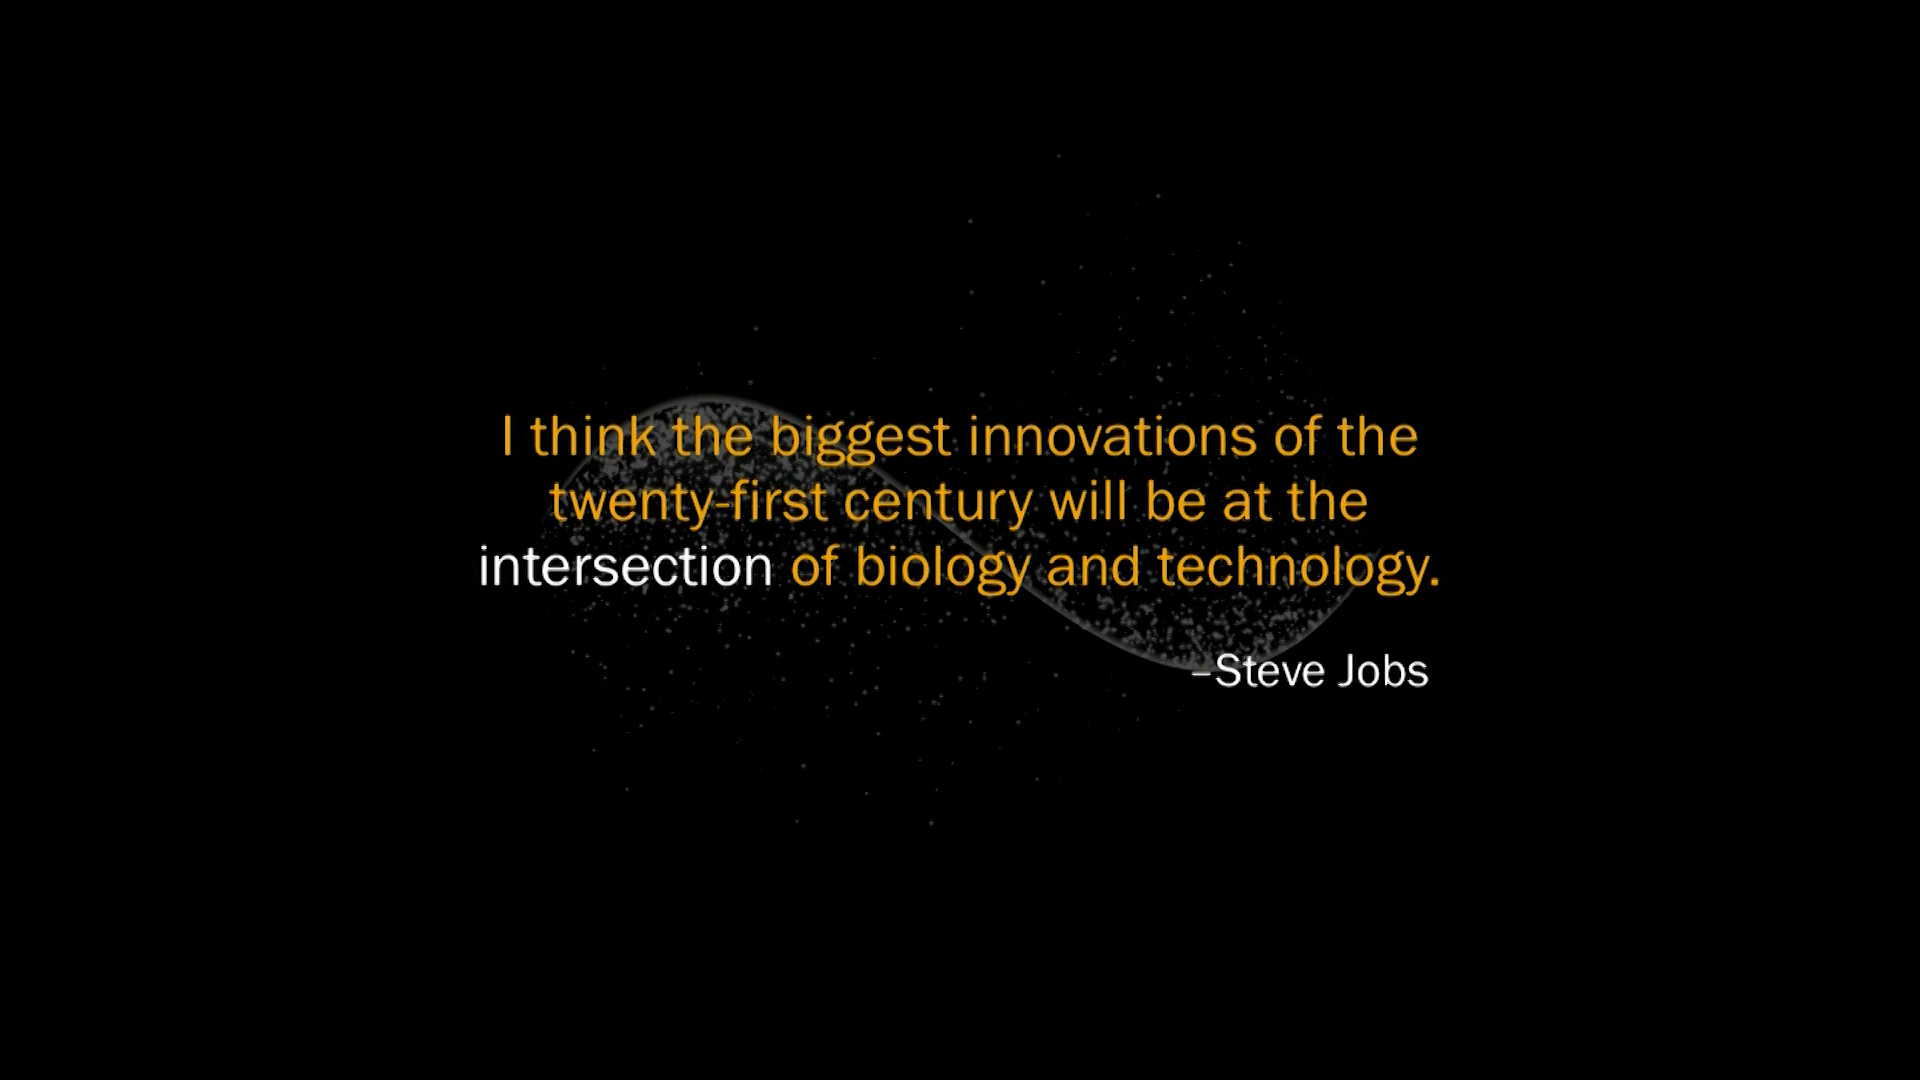 I think the biggest innovations of the
twenty-first century will be at the
intersection of biology and technology.
–Steve Jobs